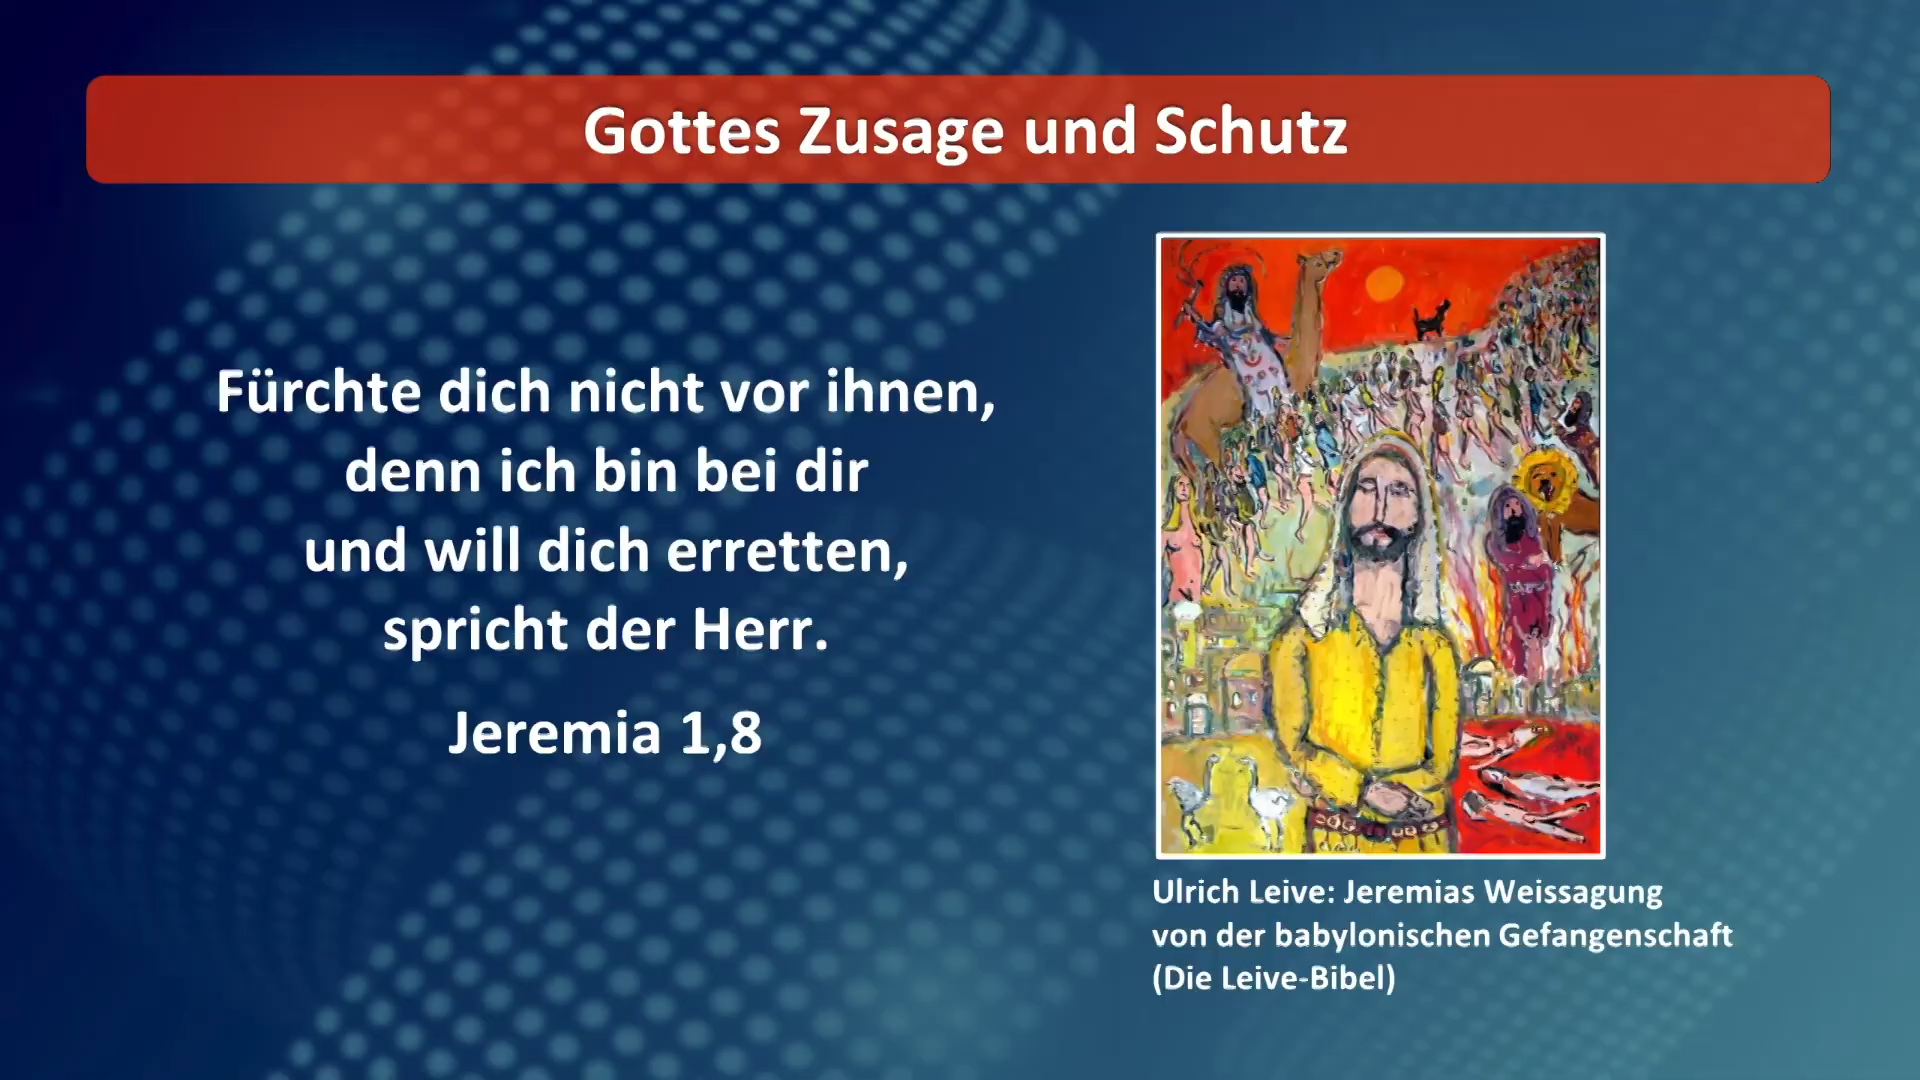 Gottes Zusage und Schutz
Fürchte dich nicht vor ihnen,
denn ich bin bei dir
und will dich erretten,
spricht der Herr.
Jeremia 1,8
Ulrich Leive: Jeremias Weissagung
von der babylonischen Gefangenschaft
(Die Leive-Bibel)